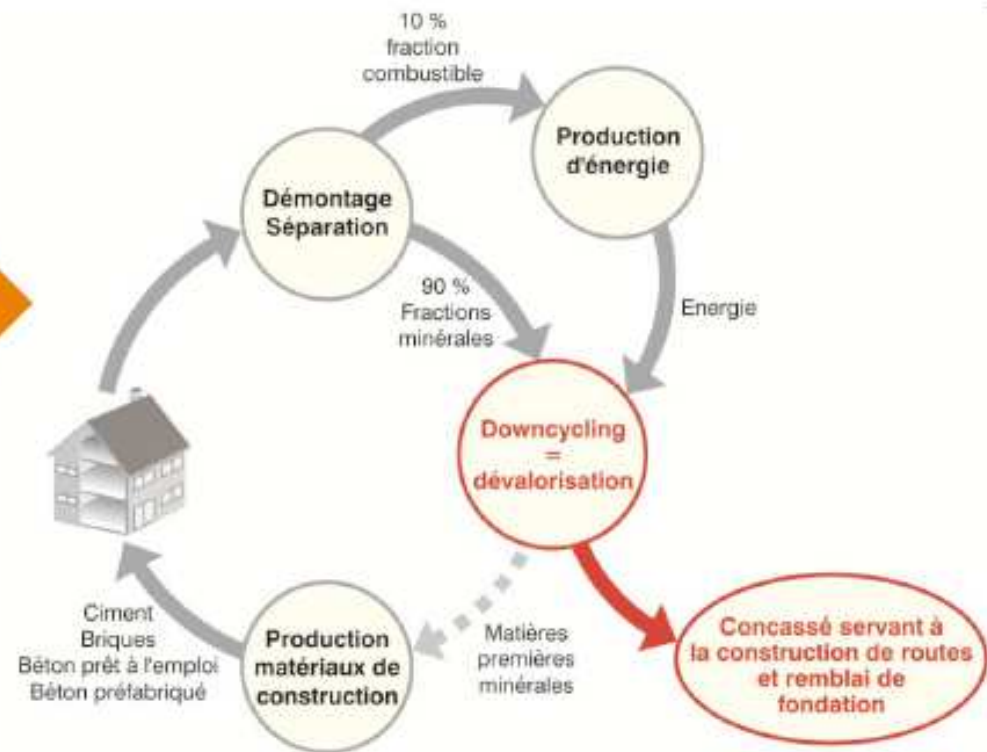 10 %
fraction
combustible
Production
d'énergie
Démontage
Séparation
90 %
Fractions
minérales
Energie
Downcycling
=
dévalorisation
Ciment
Briques
Béton prêt à l'emploi
Béton préfabriqué
Production
matériaux de
construction
Matières
premières
minérales
Concassé servant à
la construction de routes
et remblai de
fondation